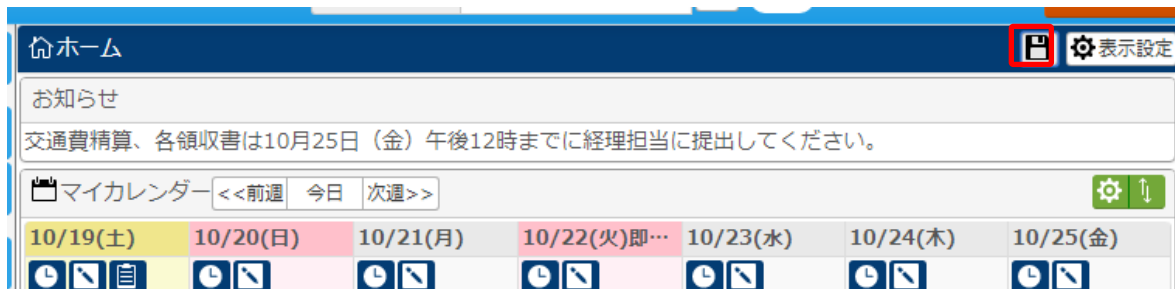 ホーム
表示設定
お知らせ
交通費精算、各領収書は10月25日（金）午後12時までに経理担当に提出してください。
マイカレンダー <<前週 今日 次週>>
10/19(土) 10/20(日) 10/21(月) 10/22(火)即… 10/23(水) 10/24(木) 10/25(金)